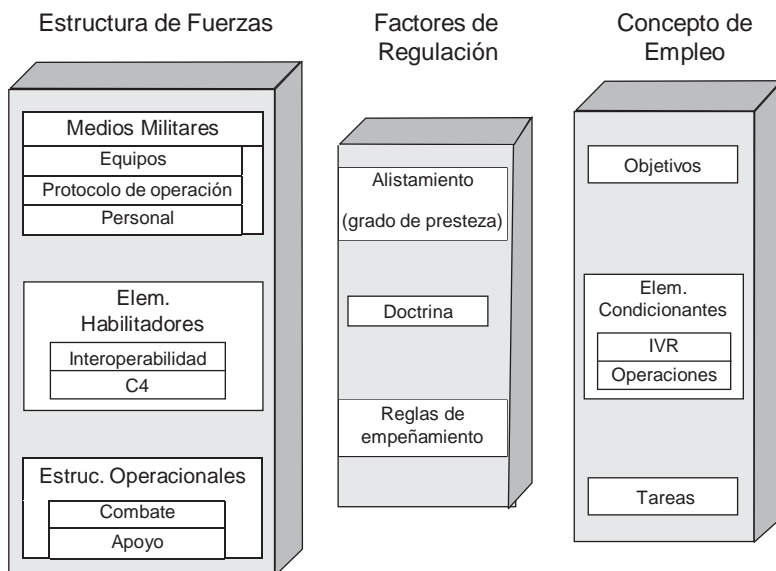 Estructura de Fuerzas
Medios Militares
Equipos
Protocolo de operación
Personal
Elem.
Habilitadores
Interoperabilidad
C4
Estruc. Operacionales
Combate
Apoyo
Factores de
Regulación
Alistamiento
(grado de presteza)
Doctrina
Reglas de
empeñamiento
Concepto de
Empleo
Objetivos
Elem.
Condicionantes
IVR
Operaciones
Tareas